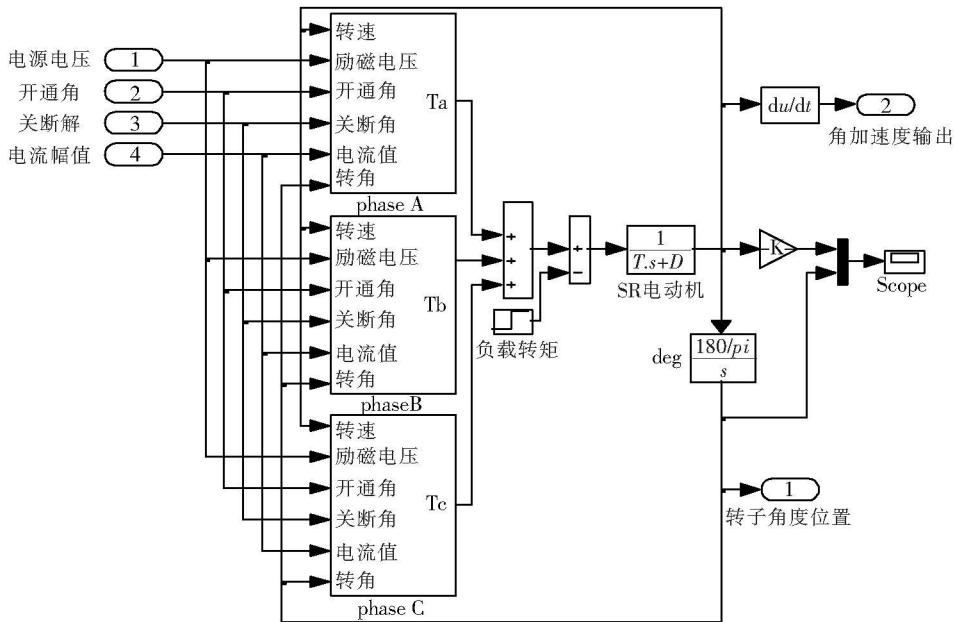 电源电压
1
开通角
2
关断解
3
电流幅值
4
转速
励磁电压
开通角
关断角
电流值
转角
Ta
phase A
转速
励磁电压
开通角
关断角
电流值
转角
Tb
phaseB
转速
励磁电压
开通角
关断角
电流值
转角
Tc
phase C
+
+
+
+
−
负载转矩
1
T.s+D
SR电动机
du/dt
2
角加速度输出
-K-
Scope
deg
180/pi
s
1
转子角度位置